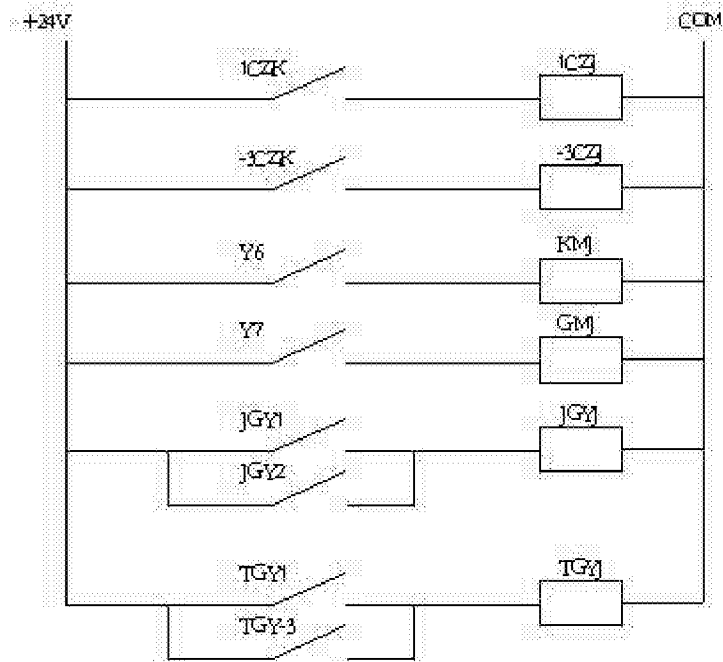 +24V COM
1CZK 1CZJ
-3CZK -3CZJ
Y6 KMJ
Y7 GMJ
JGY1 JGYJ
JGY2
TGY1 TGYJ
TGY-3